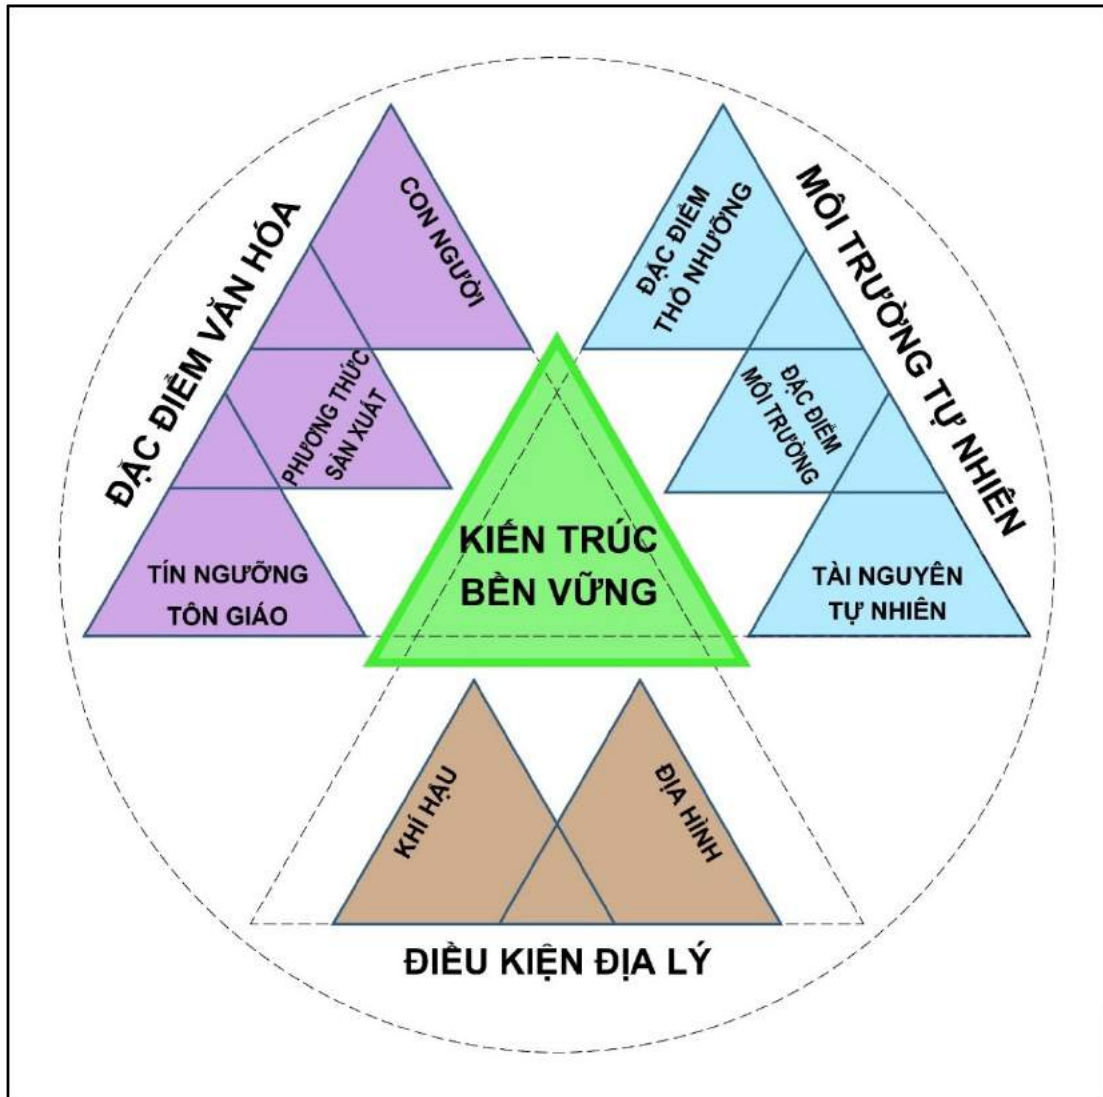 ĐẶC ĐIỂM VĂN HÓA
CON NGƯỜI
PHƯƠNG THỨC
SẢN XUẤT
TÍN NGƯỠNG
TÔN GIÁO
MÔI TRƯỜNG TỰ NHIÊN
ĐẶC ĐIỂM
THỔ NHƯỠNG
ĐẶC ĐIỂM
MÔI TRƯỜNG
TÀI NGUYÊN
TỰ NHIÊN
KIẾN TRÚC
BỀN VỮNG
KHÍ HẬU
ĐỊA HÌNH
ĐIỀU KIỆN ĐỊA LÝ